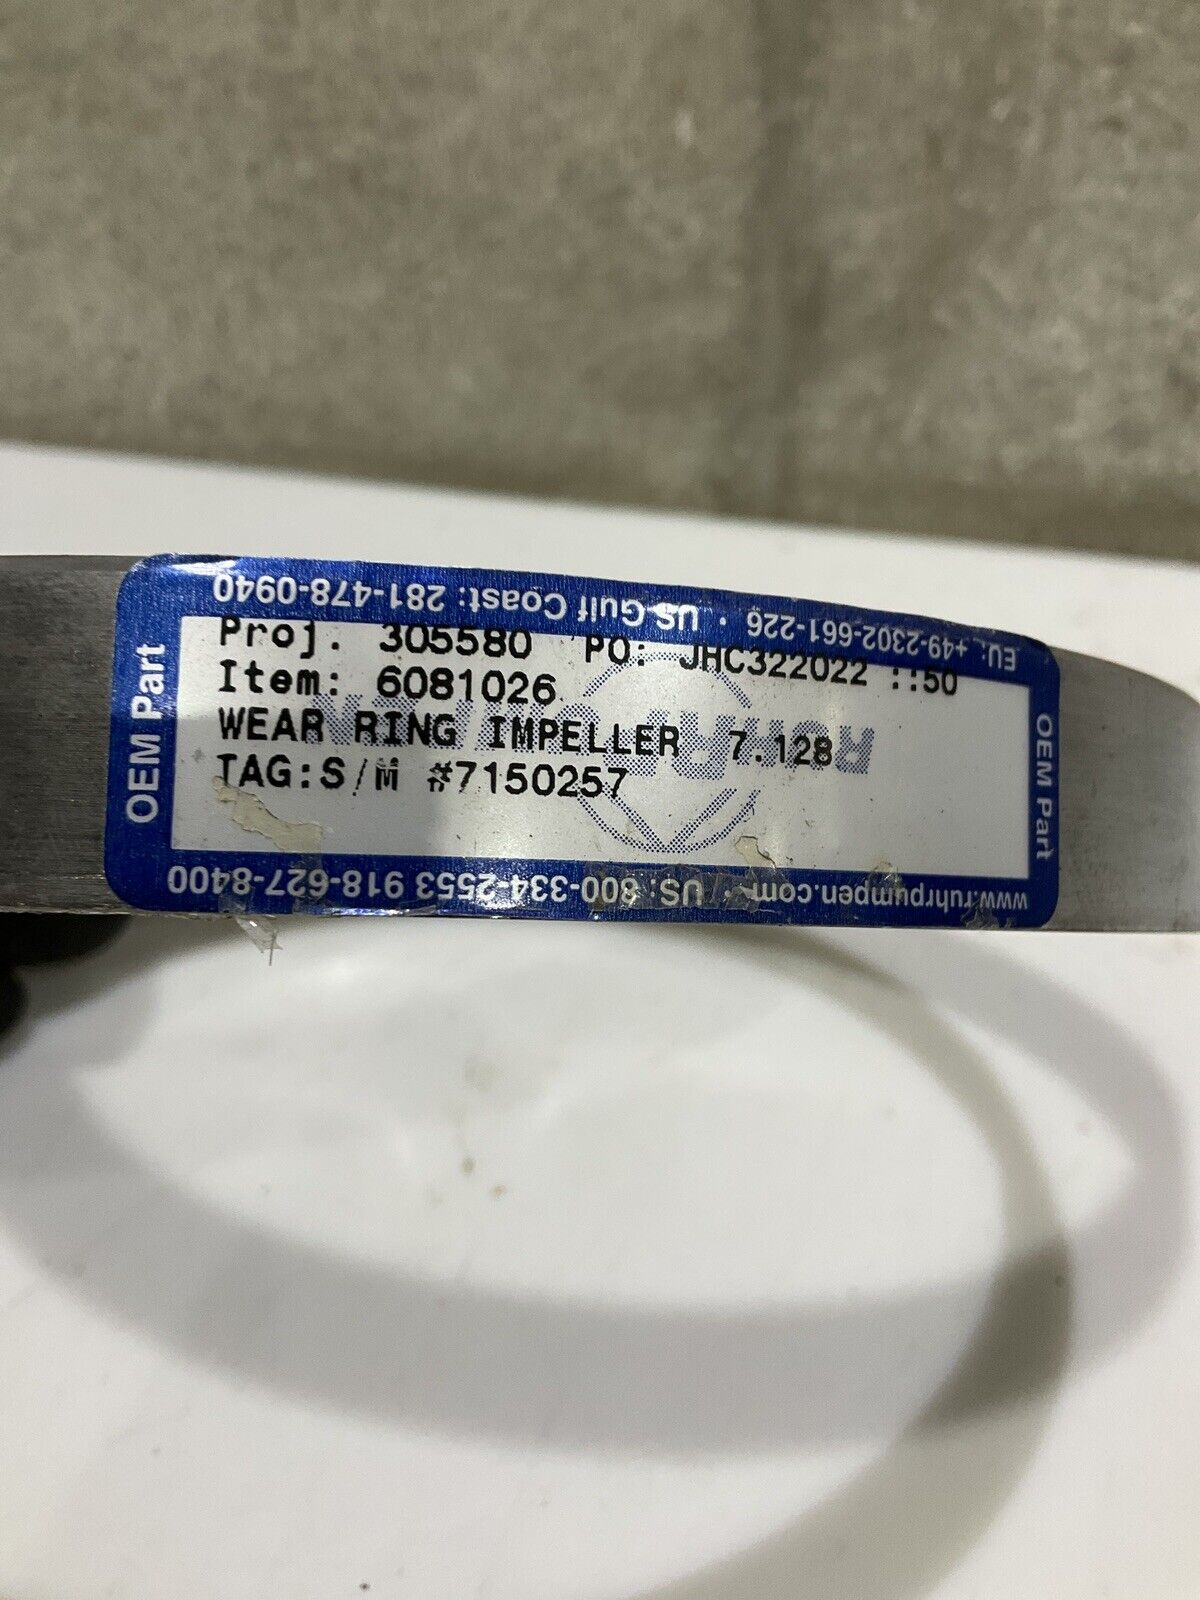 EU: +49-2302-661-226 · US Gulf Coast: 281-478-0940
OEM Part
Proj. 305580 PO: JHC322022 ::50
Item: 6081026
WEAR RING IMPELLER 7.128
TAG:S/M #7150257
RUHRPUMPEN
OEM Part
www.ruhrpumpen.com · US: 800-334-2553 918-627-8400